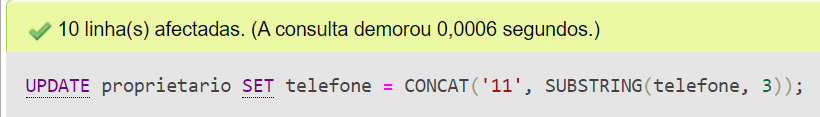 10 linha(s) afectadas. (A consulta demorou 0,0006 segundos.)
UPDATE proprietario SET telefone = CONCAT('11', SUBSTRING(telefone, 3));